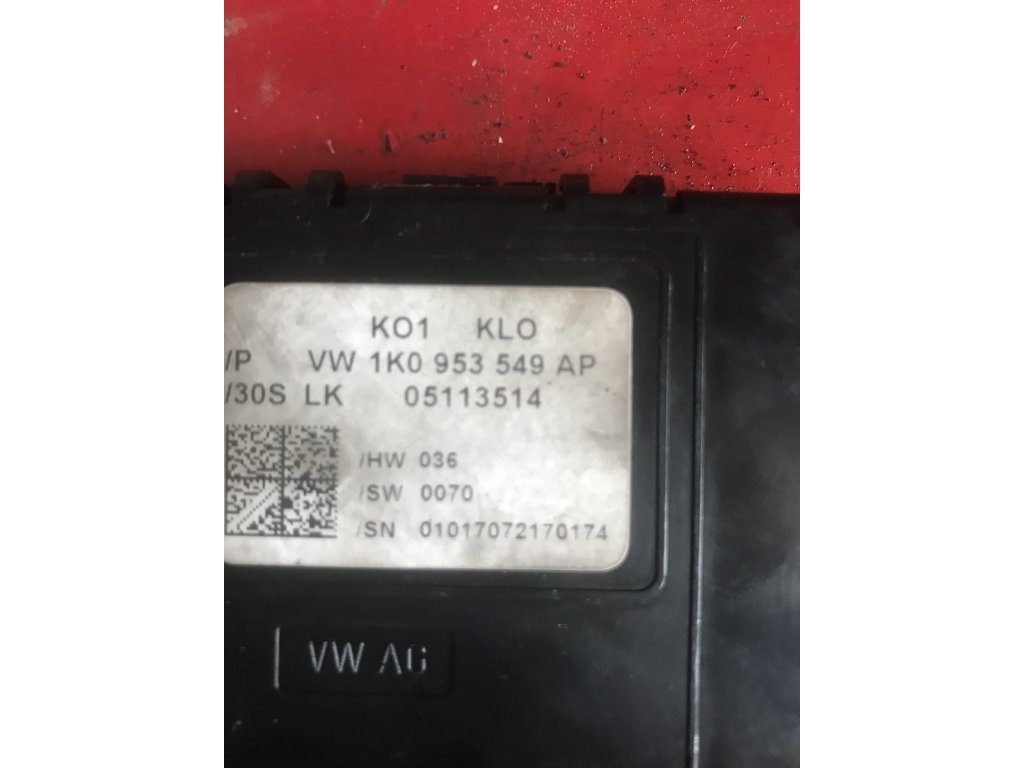 KO1 KLO
/P VW 1K0 953 549 AP
/30S LK 05113514
/HW 036
/SW 0070
/SN 01017072170174
VW AG